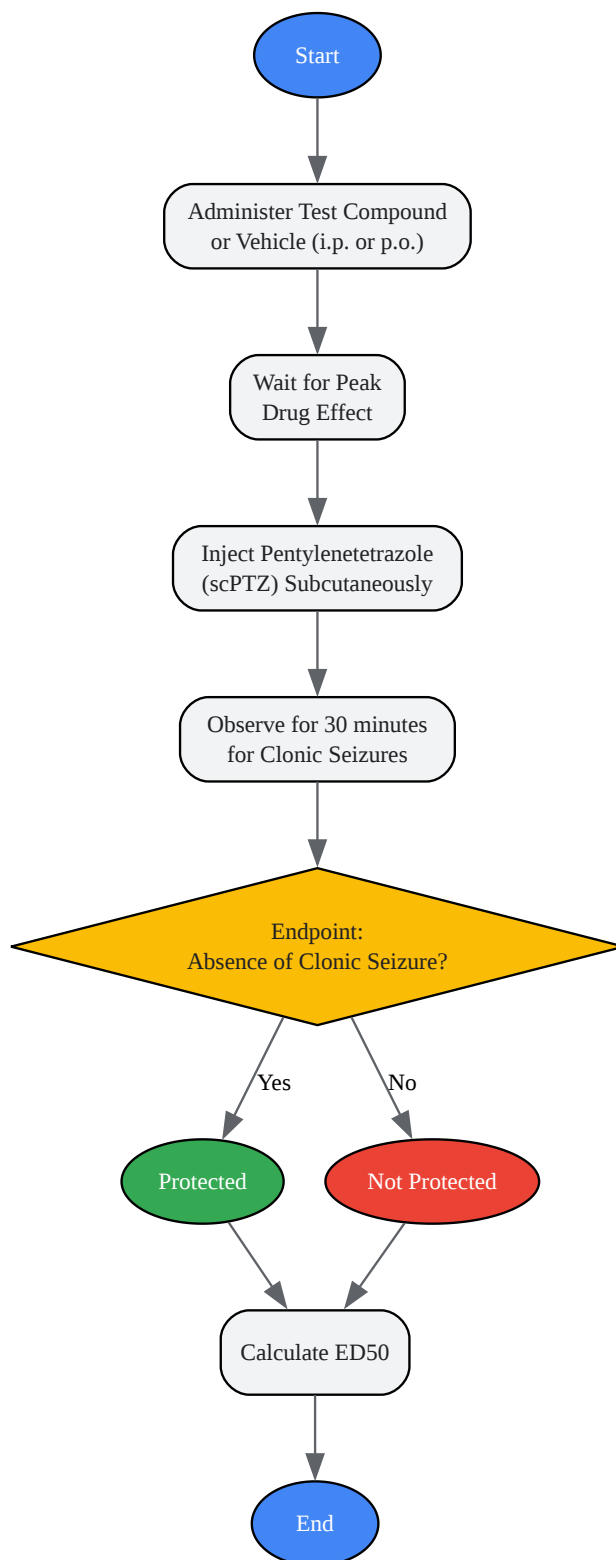 Start
Administer Test Compound
or Vehicle (i.p. or p.o.)
Wait for Peak
Drug Effect
Inject Pentylenetetrazole
(scPTZ) Subcutaneously
Observe for 30 minutes
for Clonic Seizures
Endpoint:
Absence of Clonic Seizure?
Yes
No
Protected
Not Protected
Calculate ED50
End